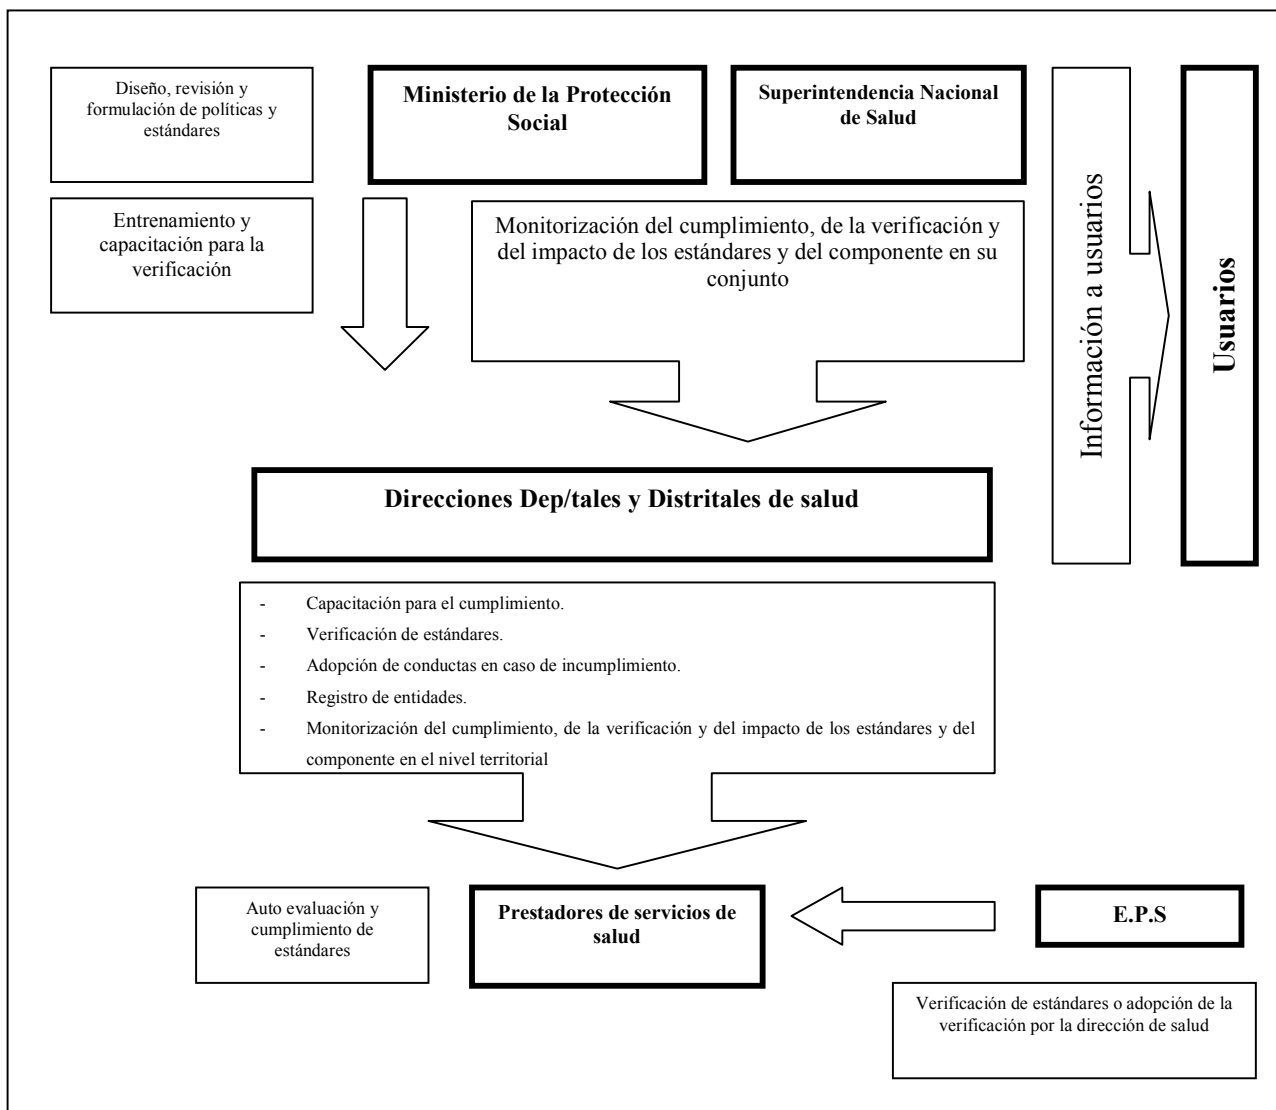 Diseño, revisión y
formulación de políticas y
estándares
Ministerio de la Protección
Social
Superintendencia Nacional
de Salud
Entrenamiento y
capacitación para la
verificación
Monitorización del cumplimiento, de la verificación y
del impacto de los estándares y del componente en su
conjunto
Información a usuarios
Usuarios
Direcciones Dep/tales y Distritales de salud
- Capacitación para el cumplimiento.
- Verificación de estándares.
- Adopción de conductas en caso de incumplimiento.
- Registro de entidades.
- Monitorización del cumplimiento, de la verificación y del impacto de los estándares y del
componente en el nivel territorial
Auto evaluación y
cumplimiento de
estándares
Prestadores de servicios de
salud
E.P.S
Verificación de estándares o adopción de la
verificación por la dirección de salud